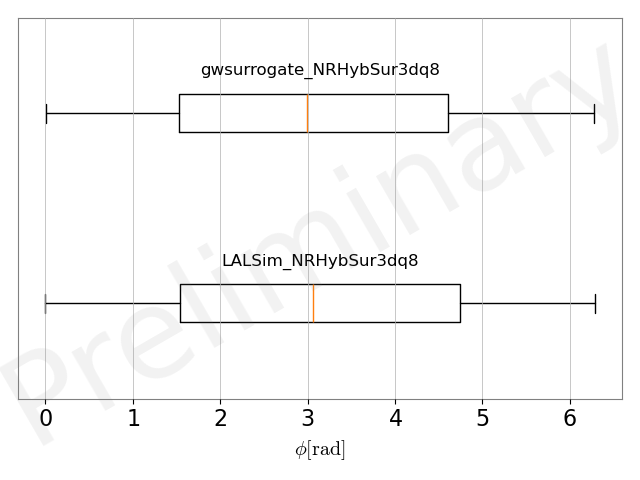 gwsurrogate_NRHybSur3dq8
LALSim_NRHybSur3dq8
Preliminary
0 1 2 3 4 5 6
ϕ[rad]